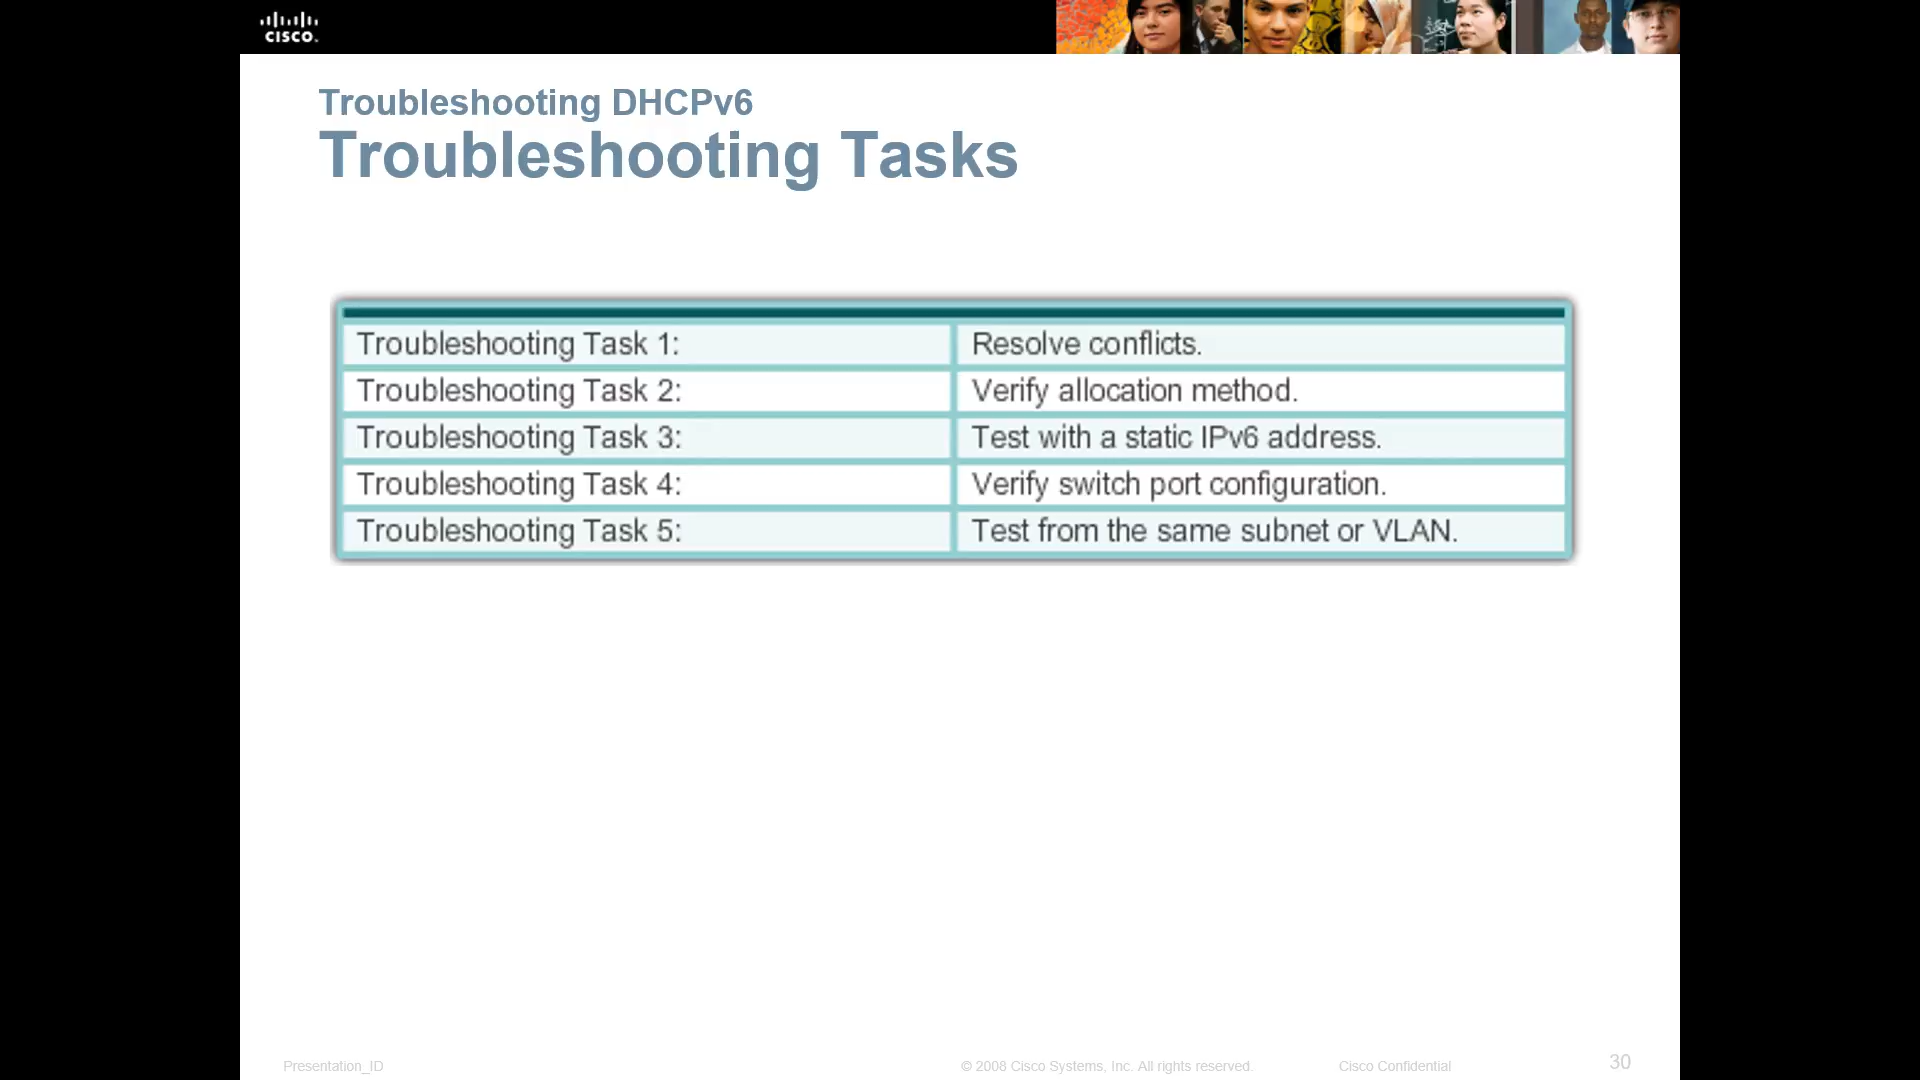 cisco.
Troubleshooting DHCPv6
Troubleshooting Tasks
Troubleshooting Task 1: Resolve conflicts.
Troubleshooting Task 2: Verify allocation method.
Troubleshooting Task 3: Test with a static IPv6 address.
Troubleshooting Task 4: Verify switch port configuration.
Troubleshooting Task 5: Test from the same subnet or VLAN.
Presentation_ID © 2008 Cisco Systems, Inc. All rights reserved. Cisco Confidential 30